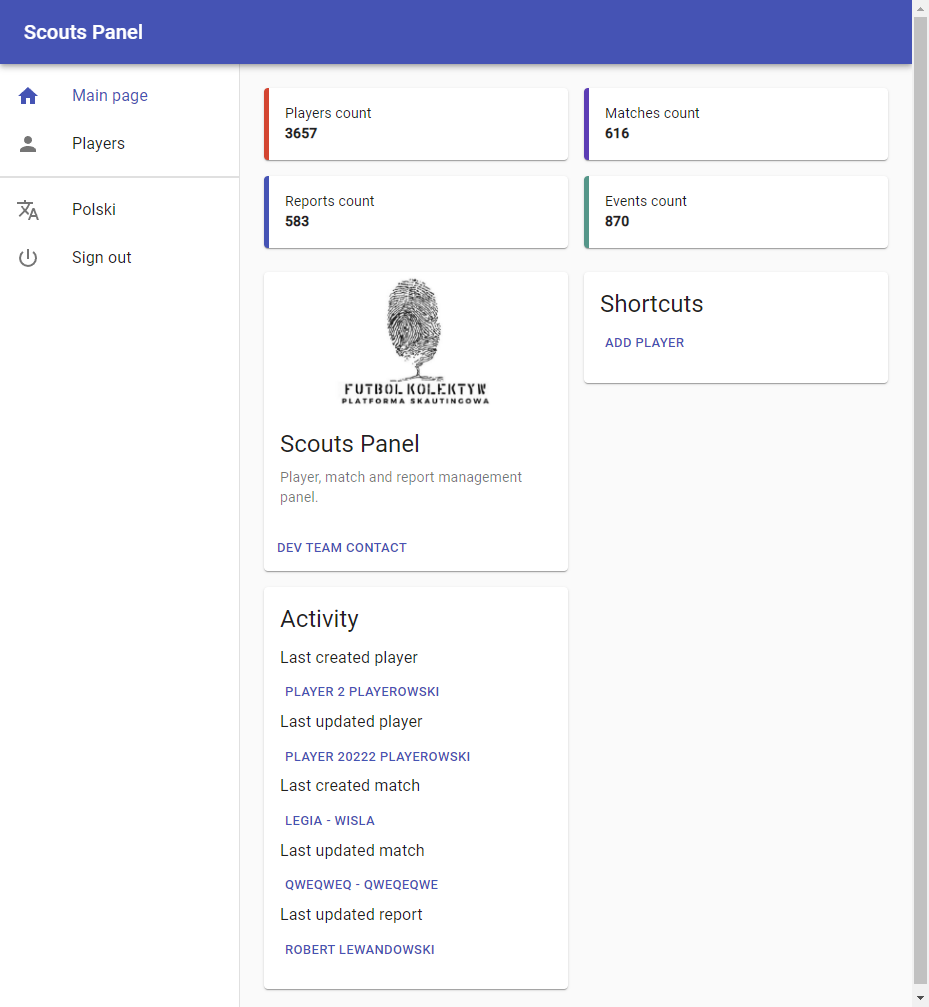 Scouts Panel
Main page
Players
Polski
Sign out
Players count
3657
Matches count
616
Reports count
583
Events count
870
FUTBOL KOLEKTYW
PLATFORMA SKAUTINGOWA
Scouts Panel
Player, match and report management
panel.
DEV TEAM CONTACT
Shortcuts
ADD PLAYER
Activity
Last created player
PLAYER 2 PLAYEROWSKI
Last updated player
PLAYER 20222 PLAYEROWSKI
Last created match
LEGIA - WISLA
Last updated match
QWEQWEQ - QWEQEQWE
Last updated report
ROBERT LEWANDOWSKI